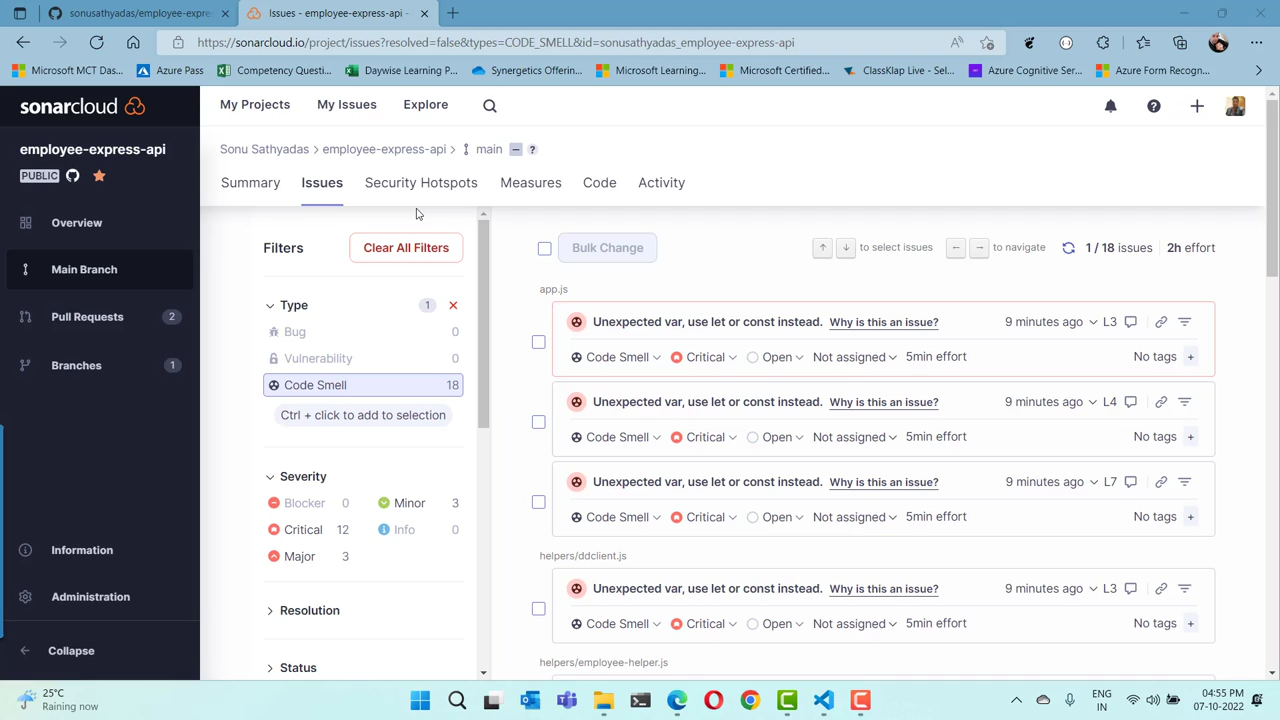 sonusathyadas/employee-expre
Issues - employee-express-api -
https://sonarcloud.io/project/issues?resolved=false&types=CODE_SMELL&id=sonusathyadas_employee-express-api
Microsoft MCT Das...
Azure Pass
Competency Questi...
Daywise Learning P...
Synergetics Offerin...
Microsoft Learning...
Microsoft Certified...
ClassKlap Live - Sel...
Azure Cognitive Ser...
Azure Form Recogn...
sonarcloud
My Projects
My Issues
Explore
employee-express-api
PUBLIC
Sonu Sathyadas > employee-express-api > main ?
Summary
Issues
Security Hotspots
Measures
Code
Activity
Overview
Main Branch
Pull Requests 2
Branches 1
Information
Administration
Collapse
Filters
Clear All Filters
Type 1
Bug 0
Vulnerability 0
Code Smell 18
Ctrl + click to add to selection
Severity
Blocker 0 Minor 3
Critical 12 Info 0
Major 3
Resolution
Status
Bulk Change
to select issues
to navigate
1 / 18 issues
2h effort
app.js
Unexpected var, use let or const instead. Why is this an issue? 9 minutes ago L3
Code Smell Critical Open Not assigned 5min effort No tags +
Unexpected var, use let or const instead. Why is this an issue? 9 minutes ago L4
Code Smell Critical Open Not assigned 5min effort No tags +
Unexpected var, use let or const instead. Why is this an issue? 9 minutes ago L7
Code Smell Critical Open Not assigned 5min effort No tags +
helpers/ddclient.js
Unexpected var, use let or const instead. Why is this an issue? 9 minutes ago L3
Code Smell Critical Open Not assigned 5min effort No tags +
helpers/employee-helper.js
25°C
Raining now
ENG
IN
04:55 PM
07-10-2022